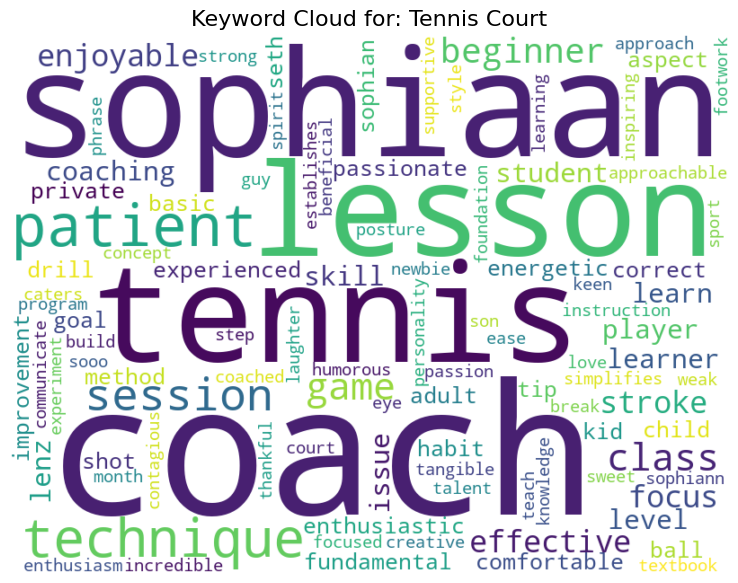 Keyword Cloud for: Tennis Court
sophiaan
enjoyable
strong
seth
spirit
sophian
beginner
approach
aspect
supportive
style
learning
inspiring
footwork
phrase
coaching
private
basic
guy
establishes
beneficial
passionate
student
approachable
patient
lesson
posture
foundation
sport
concept
drill
experienced
skill
newbie
energetic
correct
keen
learn
caters
program
goal
build
sooo
step
tennis
laughter
personality
son
ease
instruction
player
love
learner
improvement
communicate
experiment
method
coached
humorous
passion
simplifies
weak
session
game
eye
adult
tip
break
stroke
coach
lenz
shot
month
contagious
thankful
court
issue
habit
tangible
talent
kid
child
class
teach
knowledge
sweet
sophiann
focus
level
technique
enthusiastic
focused
creative
effective
ball
enthusiasm
incredible
fundamental
comfortable
textbook